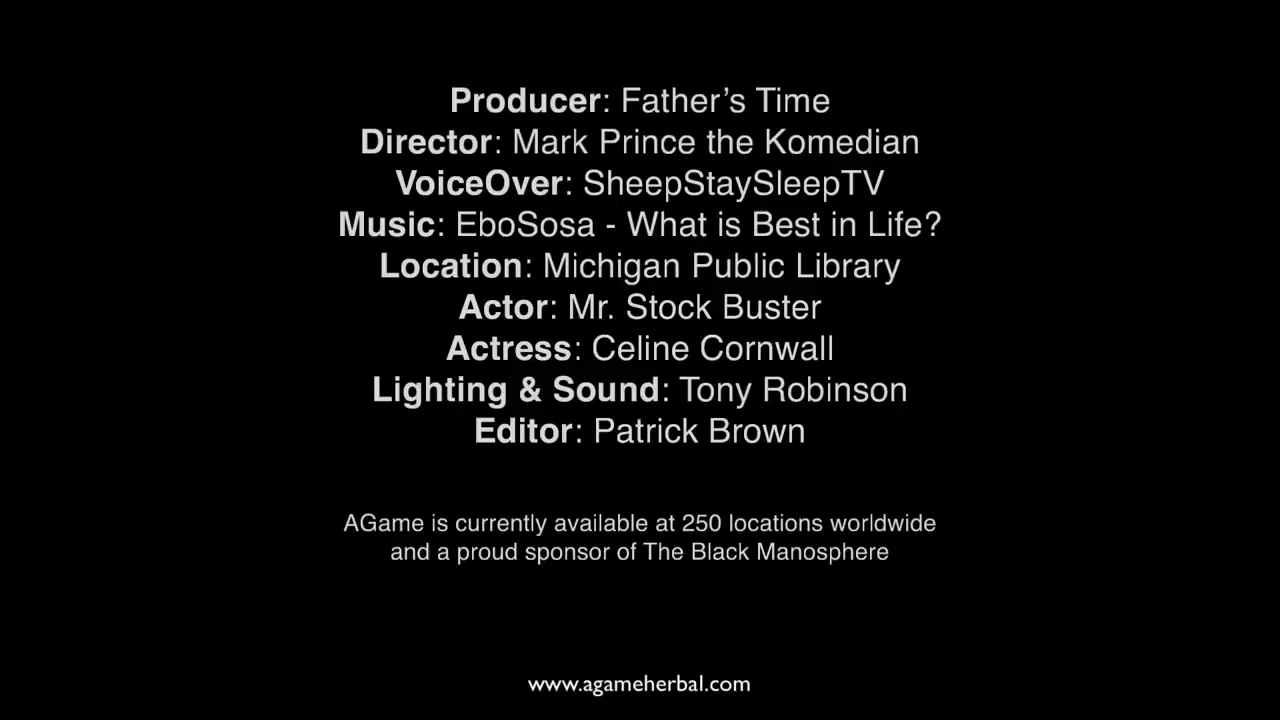 Producer: Father’s Time
Director: Mark Prince the Komedian
VoiceOver: SheepStaySleepTV
Music: EboSosa - What is Best in Life?
Location: Michigan Public Library
Actor: Mr. Stock Buster
Actress: Celine Cornwall
Lighting & Sound: Tony Robinson
Editor: Patrick Brown
AGame is currently available at 250 locations worldwide
and a proud sponsor of The Black Manosphere
www.agameherbal.com